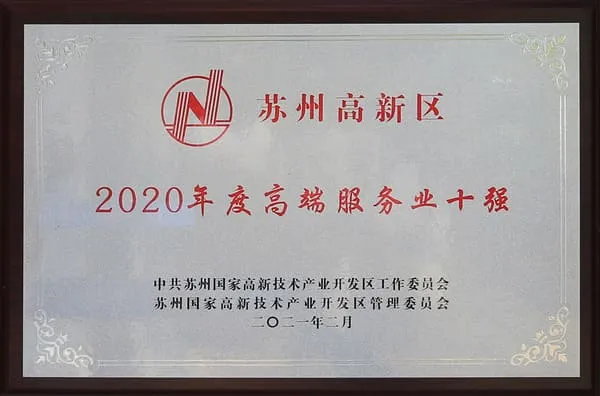 苏州高新区
2020年度高端服务业十强
中共苏州国家高新技术产业开发区工作委员会
苏州国家高新技术产业开发区管理委员会
二〇二一年二月